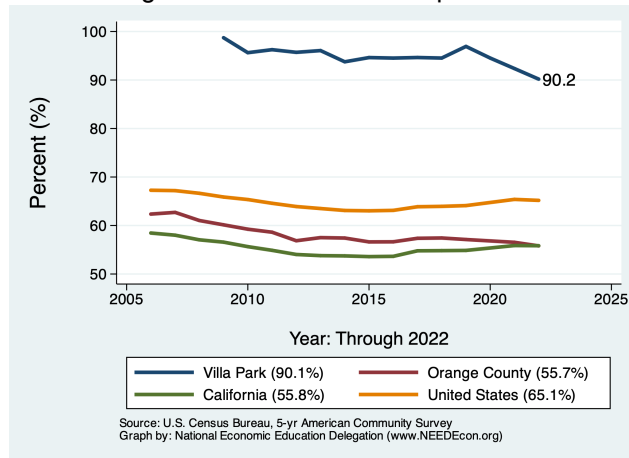 100
90
80
70
60
50
Percent (%)
90.2
2005 2010 2015 2020 2025
Year: Through 2022
Villa Park (90.1%) Orange County (55.7%)
California (55.8%) United States (65.1%)
Source: U.S. Census Bureau, 5-yr American Community Survey
Graph by: National Economic Education Delegation (www.NEEDEcon.org)